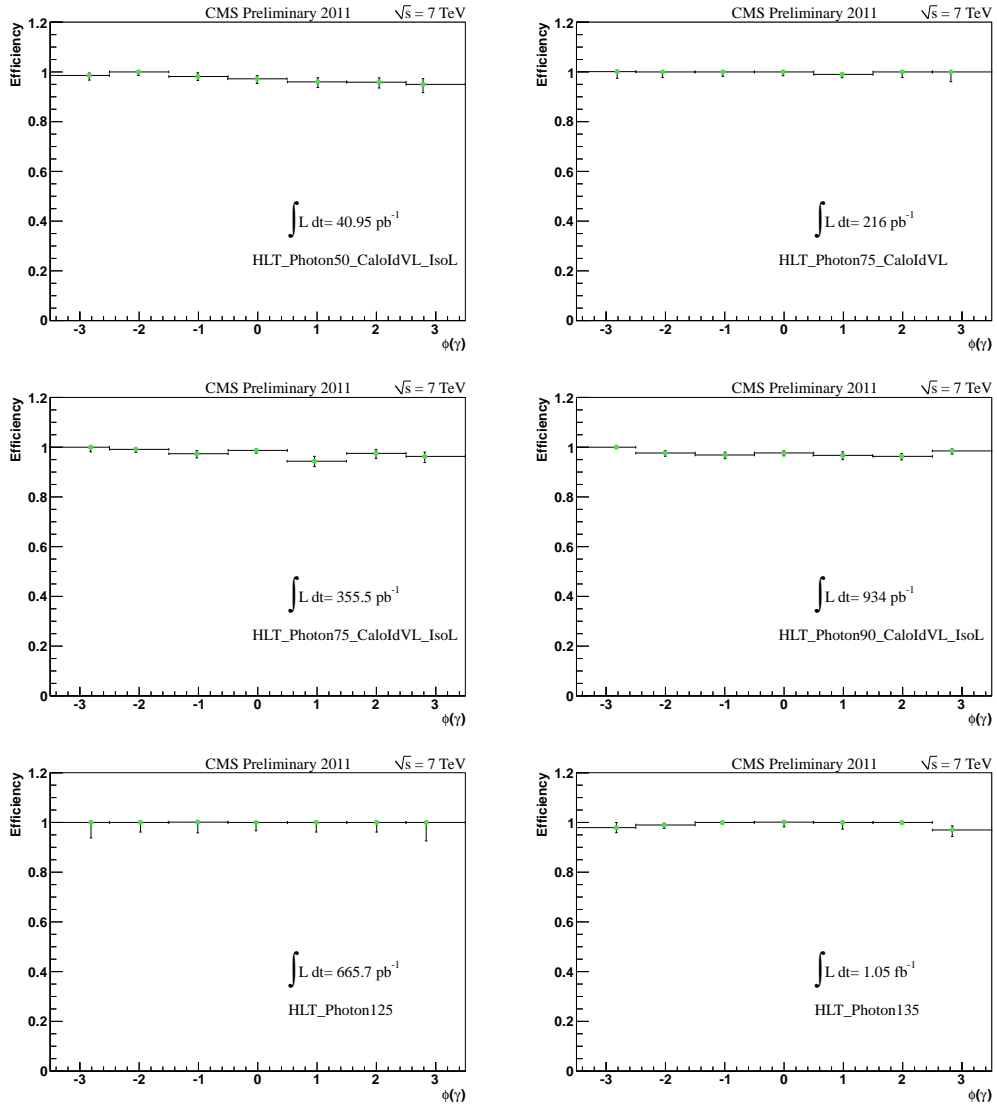 CMS Preliminary 2011 √s = 7 TeV
Efficiency
1.2
1
0.8
0.6
0.4
0.2
0
∫ L dt= 40.95 pb⁻¹
HLT_Photon50_CaloIdVL_IsoL
-3 -2 -1 0 1 2 3
ϕ(γ)
CMS Preliminary 2011 √s = 7 TeV
Efficiency
1.2
1
0.8
0.6
0.4
0.2
0
∫ L dt= 216 pb⁻¹
HLT_Photon75_CaloIdVL
-3 -2 -1 0 1 2 3
ϕ(γ)
CMS Preliminary 2011 √s = 7 TeV
Efficiency
1.2
1
0.8
0.6
0.4
0.2
0
∫ L dt= 355.5 pb⁻¹
HLT_Photon75_CaloIdVL_IsoL
-3 -2 -1 0 1 2 3
ϕ(γ)
CMS Preliminary 2011 √s = 7 TeV
Efficiency
1.2
1
0.8
0.6
0.4
0.2
0
∫ L dt= 934 pb⁻¹
HLT_Photon90_CaloIdVL_IsoL
-3 -2 -1 0 1 2 3
ϕ(γ)
CMS Preliminary 2011 √s = 7 TeV
Efficiency
1.2
1
0.8
0.6
0.4
0.2
0
∫ L dt= 665.7 pb⁻¹
HLT_Photon125
-3 -2 -1 0 1 2 3
ϕ(γ)
CMS Preliminary 2011 √s = 7 TeV
Efficiency
1.2
1
0.8
0.6
0.4
0.2
0
∫ L dt= 1.05 fb⁻¹
HLT_Photon135
-3 -2 -1 0 1 2 3
ϕ(γ)